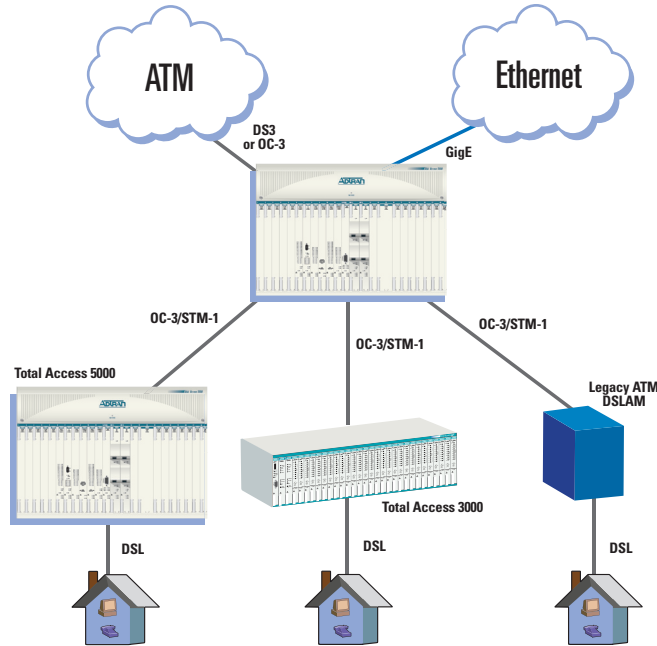 ATM
Ethernet
DS3
or OC-3
GigE
ADTRAN
OC-3/STM-1
OC-3/STM-1
OC-3/STM-1
Total Access 5000
Legacy ATM
DSLAM
ADTRAN
Total Access 3000
DSL
DSL
DSL